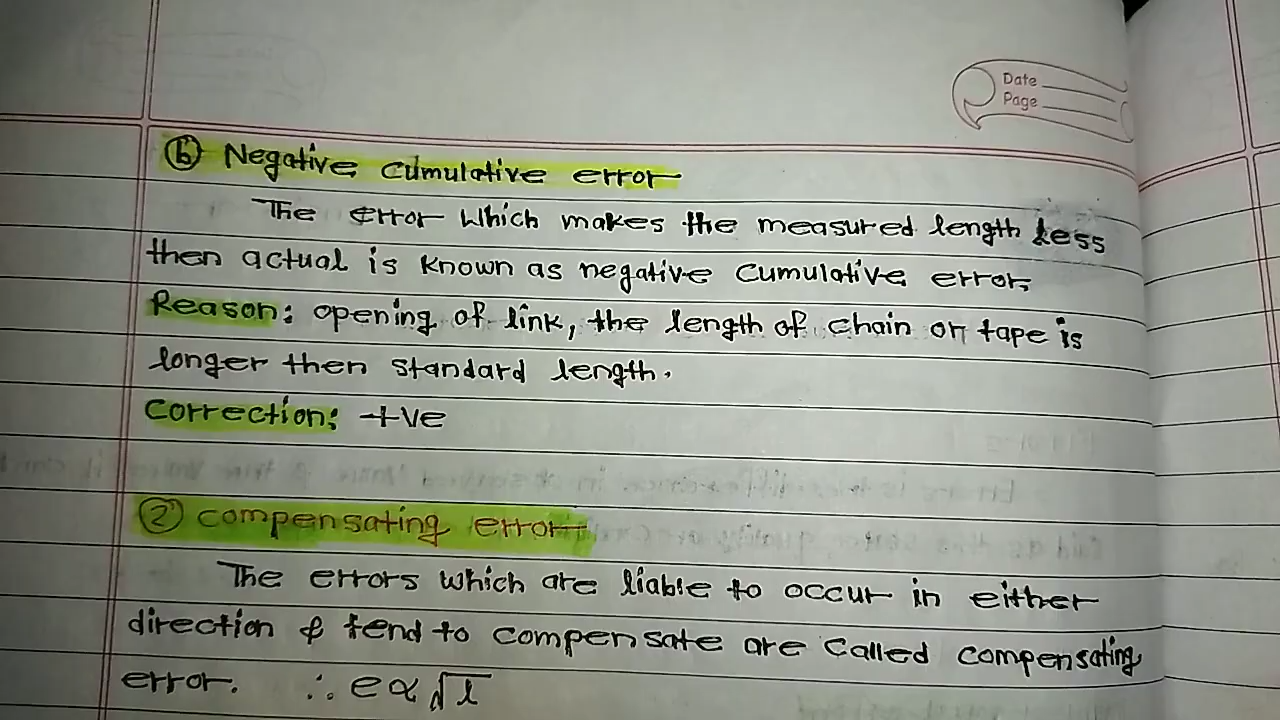 Date
Page
(b) Negative cumulative error
The error which makes the measured length less
then actual is known as negative cumulative error.
Reason: opening of link, the length of chain or tape is
longer then standard length.
Correction: +ve
(2) compensating error
The errors which are liable to occur in either
direction & tend to compensate are called compensating
error. ∴ e ∝ √l